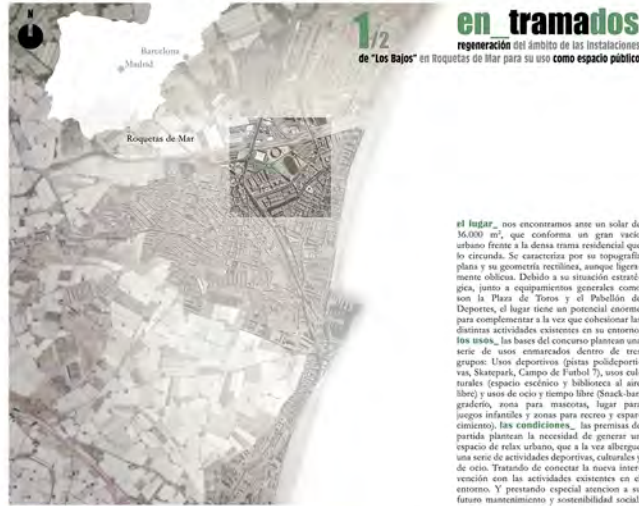 N
Barcelona
Madrid
Roquetas de Mar
1/2
en_tramados
regeneración del ámbito de las instalaciones
de "Los Bajos" en Roquetas de Mar para su uso como espacio público
el lugar_ nos encontramos ante un solar de
36.000 m², que conforma un gran vacío
urbano frente a la densa trama residencial que
lo circunda. Se caracteriza por su topografía
plana y su geometría rectilínea, aunque ligera-
mente oblicua. Debido a su situación estraté-
gica, junto a equipamientos generales como
son la Plaza de Toros y el Pabellón de
Deportes, el lugar tiene un potencial enorme
para complementar a la vez que cohesionar las
distintas actividades existentes en su entorno.
los usos_ las bases del concurso plantean una
serie de usos enmarcados dentro de tres
grupos: Usos deportivos (pistas polideporti-
vas, Skatepark, Campo de Futbol 7), usos cul-
turales (espacio escénico y biblioteca al aire
libre) y usos de ocio y tiempo libre (Snack-bar,
graderío, zona para mascotas, lugar para
juegos infantiles y zonas para recreo y espar-
cimiento). las condiciones_ las premisas de
partida plantean la necesidad de generar un
espacio de relax urbano, que a la vez albergue
una serie de actividades deportivas, culturales y
de ocio. Tratando de conectar la nueva inter-
vención con las actividades existentes en el
entorno. Y prestando especial atencion a su
futuro mantenimiento y sostenibilidad social.